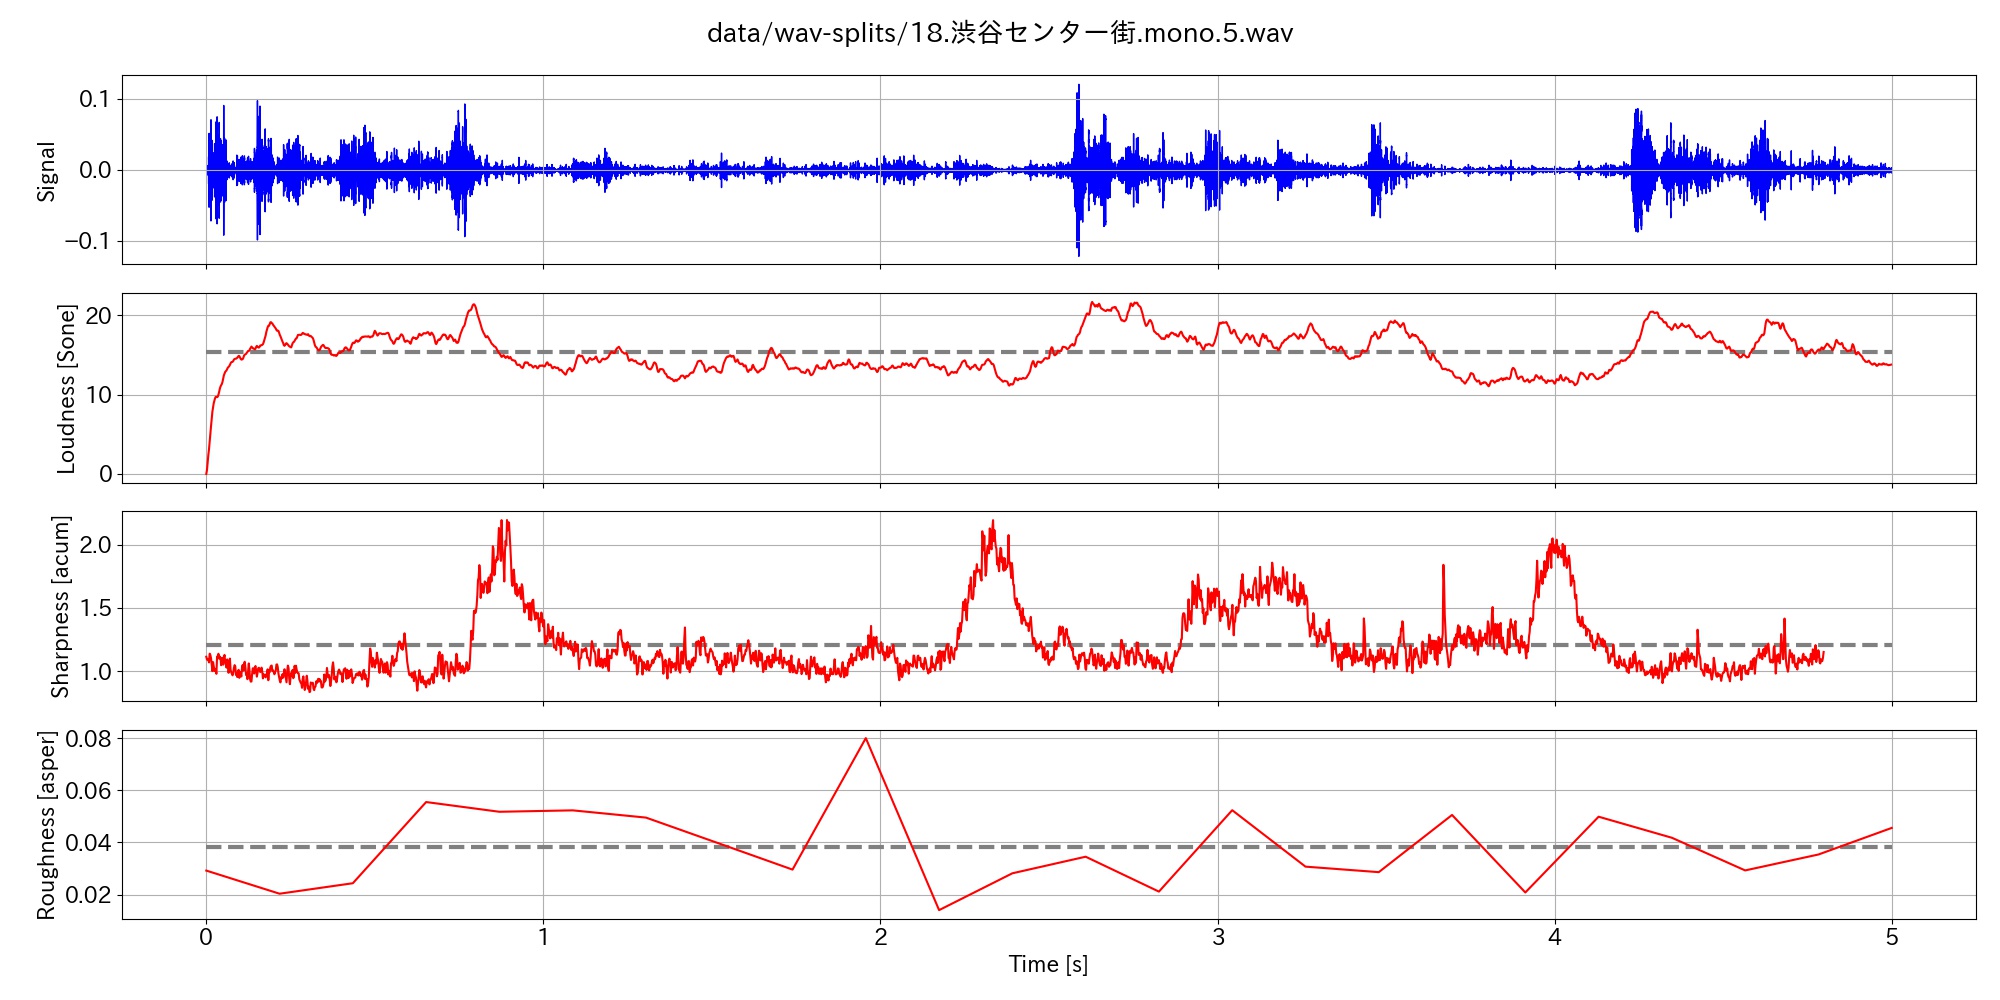 data/wav-splits/18.渋谷センター街.mono.5.wav
Signal
0.1
0.0
−0.1
Loudness [Sone]
20
10
0
Sharpness [acum]
2.0
1.5
1.0
Roughness [asper]
0.08
0.06
0.04
0.02
0 1 2 3 4 5
Time [s]